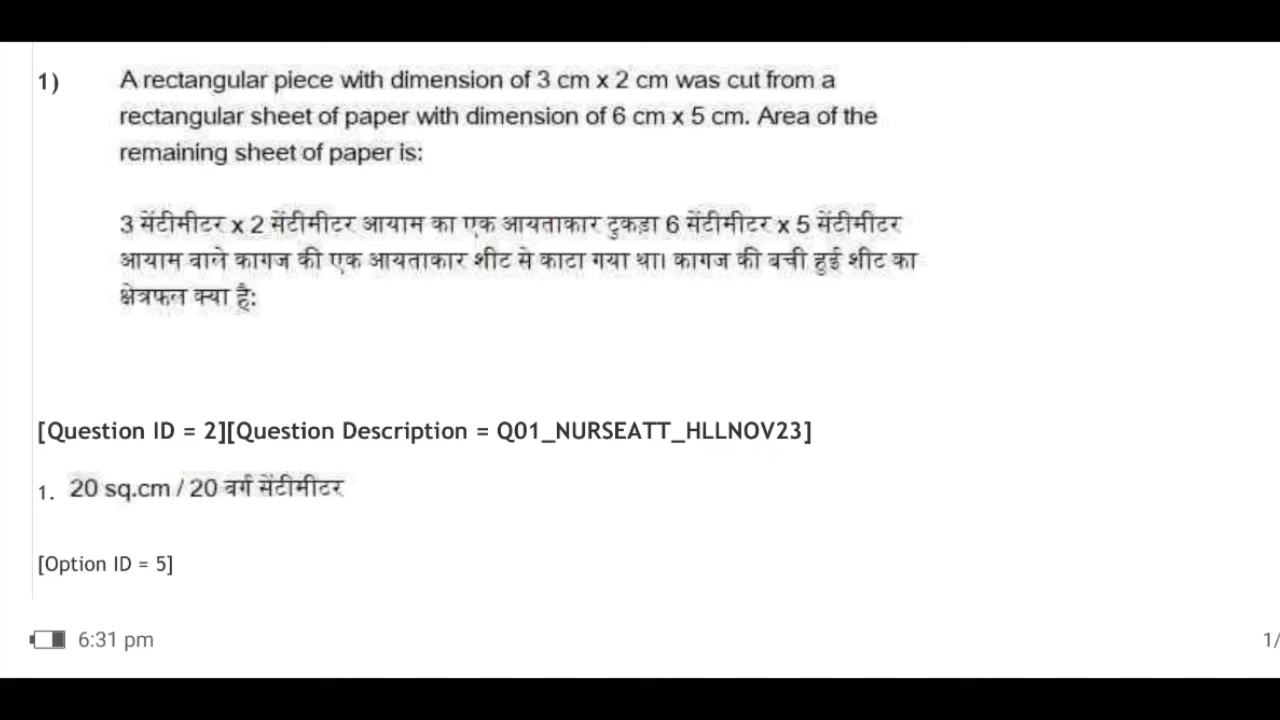 1) A rectangular piece with dimension of 3 cm x 2 cm was cut from a
rectangular sheet of paper with dimension of 6 cm x 5 cm. Area of the
remaining sheet of paper is:
3 सेंटीमीटर x 2 सेंटीमीटर आयाम का एक आयताकार टुकड़ा 6 सेंटीमीटर x 5 सेंटीमीटर
आयाम वाले कागज की एक आयताकार शीट से काटा गया था। कागज की बची हुई शीट का
क्षेत्रफल क्या है:
[Question ID = 2][Question Description = Q01_NURSEATT_HLLNOV23]
1. 20 sq.cm / 20 वर्ग सेंटीमीटर
[Option ID = 5]
6:31 pm 1/